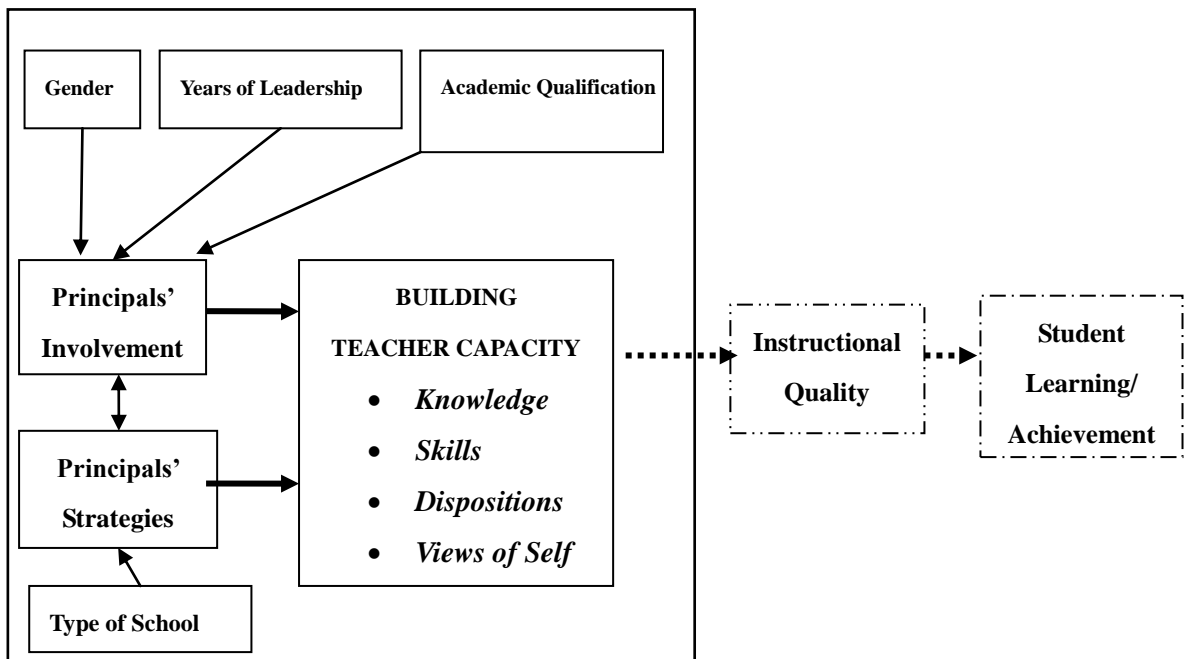 Gender
Years of Leadership
Academic Qualification
Principals’
Involvement
BUILDING
TEACHER CAPACITY
• Knowledge
• Skills
• Dispositions
• Views of Self
Principals’
Strategies
Type of School
Instructional
Quality
Student
Learning/
Achievement